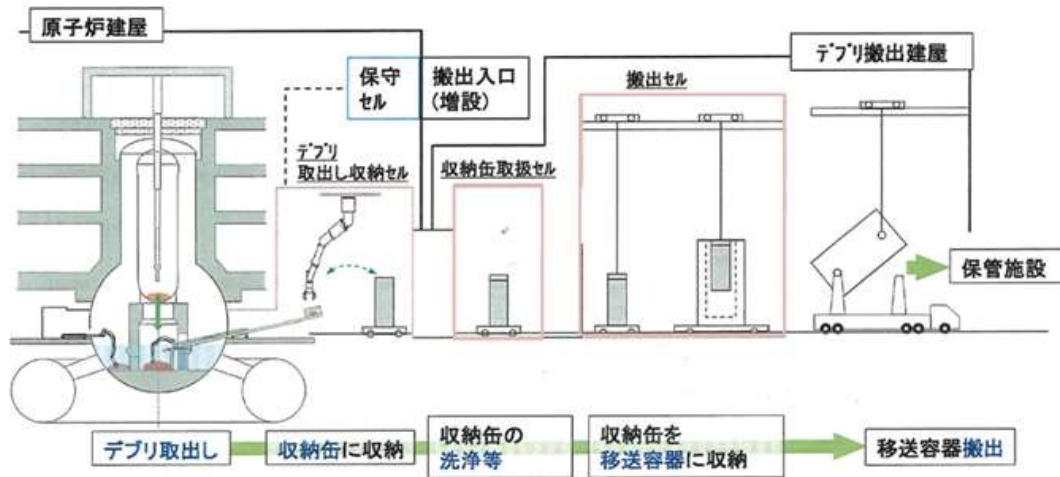 原子炉建屋
保守
セル
搬出入口
(増設)
ﾃﾞﾌﾞﾘ搬出建屋
搬出セル
ﾃﾞﾌﾞﾘ
取出し収納ｾﾙ
収納缶取扱ｾﾙ
保管施設
デブリ取出し
収納缶に収納
収納缶の
洗浄等
収納缶を
移送容器に収納
移送容器搬出